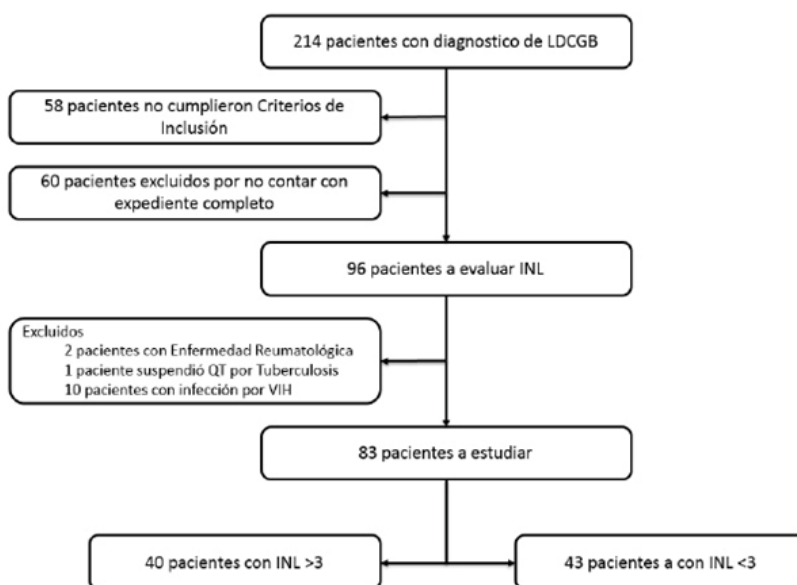 214 pacientes con diagnostico de LDCGB
58 pacientes no cumplieron Criterios de
Inclusión
60 pacientes excluidos por no contar con
expediente completo
96 pacientes a evaluar INL
Excluidos
2 pacientes con Enfermedad Reumatológica
1 paciente suspendió QT por Tuberculosis
10 pacientes con infección por VIH
83 pacientes a estudiar
40 pacientes con INL >3
43 pacientes a con INL <3